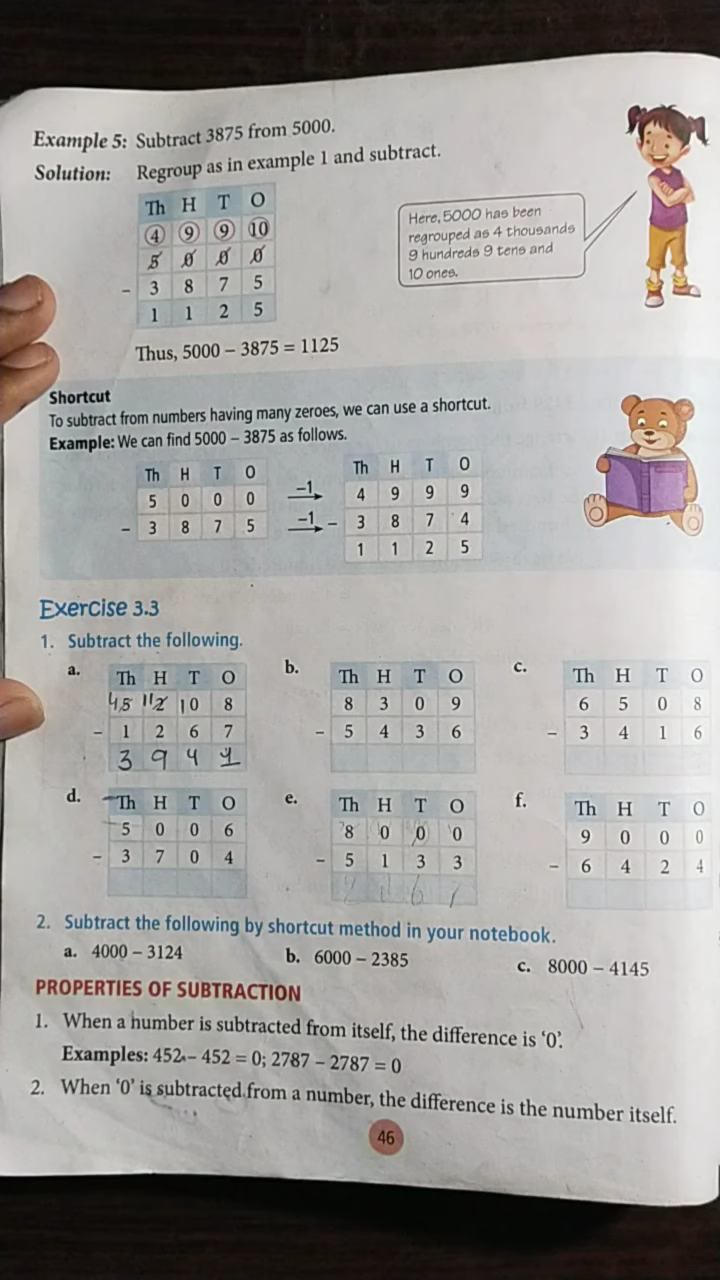 Example 5: Subtract 3875 from 5000.
Solution: Regroup as in example 1 and subtract.
Th H T O
4 9 9 10
5 0 0 0
- 3 8 7 5
1 1 2 5
Here, 5000 has been
regrouped as 4 thousands
9 hundreds 9 tens and
10 ones.
Thus, 5000 – 3875 = 1125
Shortcut
To subtract from numbers having many zeroes, we can use a shortcut.
Example: We can find 5000 – 3875 as follows.
Th H T O Th H T O
5 0 0 0 –1 4 9 9 9
- 3 8 7 5 –1 - 3 8 7 4
1 1 2 5
Exercise 3.3
1. Subtract the following.
a. b. c.
Th H T O Th H T O Th H T O
45 112 10 8 8 3 0 9 6 5 0 8
- 1 2 6 7 - 5 4 3 6 - 3 4 1 6
3 9 4 1
d. e. f.
Th H T O Th H T O Th H T O
5 0 0 6 8 0 0 0 9 0 0 0
- 3 7 0 4 - 5 1 3 3 - 6 4 2 4
2. Subtract the following by shortcut method in your notebook.
a. 4000 – 3124 b. 6000 – 2385 c. 8000 – 4145
PROPERTIES OF SUBTRACTION
1. When a number is subtracted from itself, the difference is ‘0’.
Examples: 452 – 452 = 0; 2787 – 2787 = 0
2. When ‘0’ is subtracted from a number, the difference is the number itself.
46